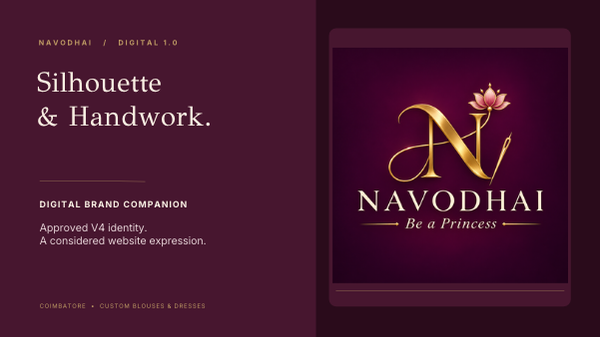 NAVODHAI / DIGITAL 1.0
Silhouette
& Handwork.
DIGITAL BRAND COMPANION
Approved V4 identity.
A considered website expression.
COIMBATORE • CUSTOM BLOUSES & DRESSES
N
NAVODHAI
Be a Princess